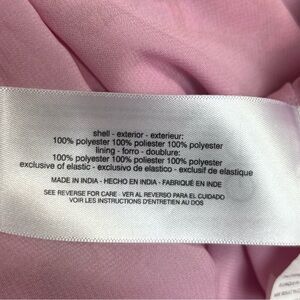 shell - exterior - exterieur:
100% polyester 100% poliester 100% polyester
lining - forro - doublure:
100% polyester 100% poliester 100% polyester
exclusive of elastic - exclusivo de elastico - exclusif de elastique
MADE IN INDIA - HECHO EN INDIA - FABRIQUÉ EN INDE
SEE REVERSE FOR CARE - VER AL REVERSO PARA EL CUIDADO
VOIR LES INSTRUCTIONS D'ENTRETIEN AU DOS